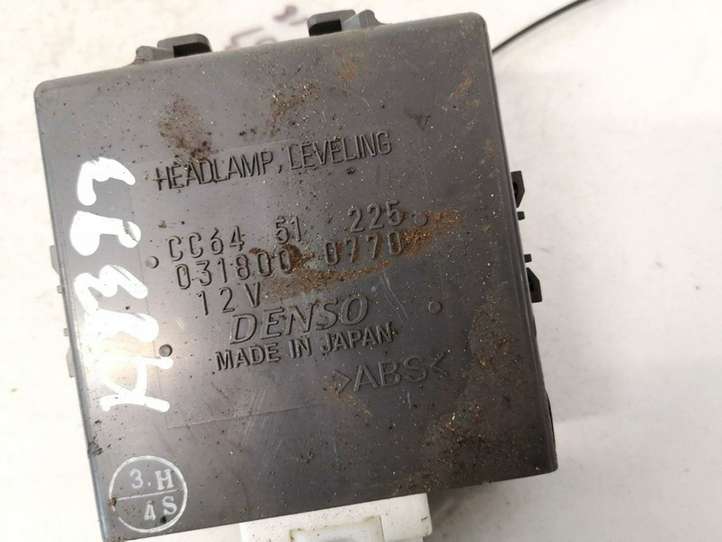 HEADLAMP, LEVELING
CC64 51 225
031800-0770
12V
DENSO
MADE IN JAPAN
>ABS<
3.H
4S